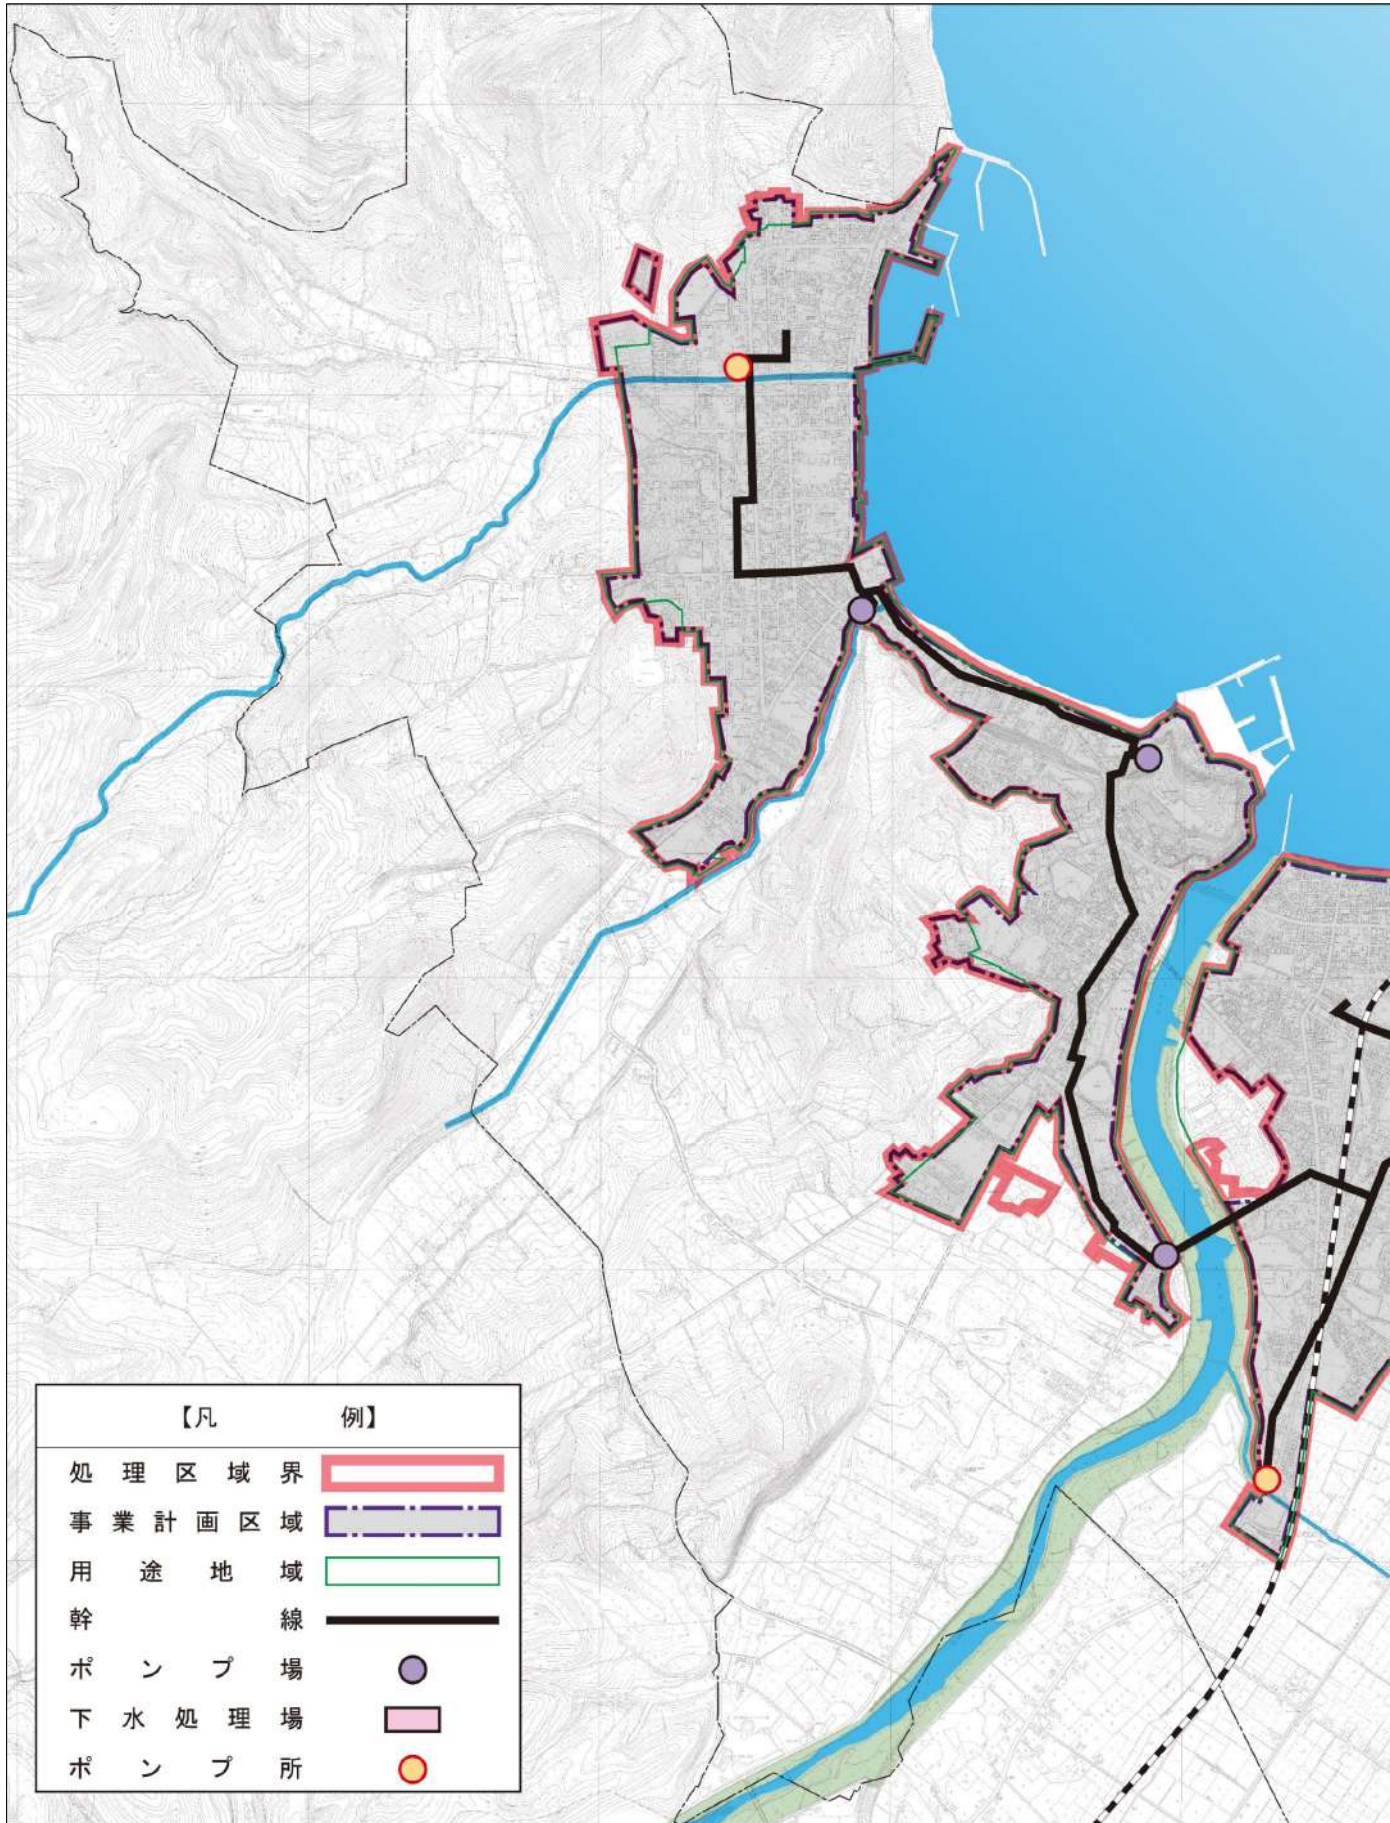 【凡例】
処理区域界
事業計画区域
用途地域
幹線
ポンプ場
下水処理場
ポンプ所